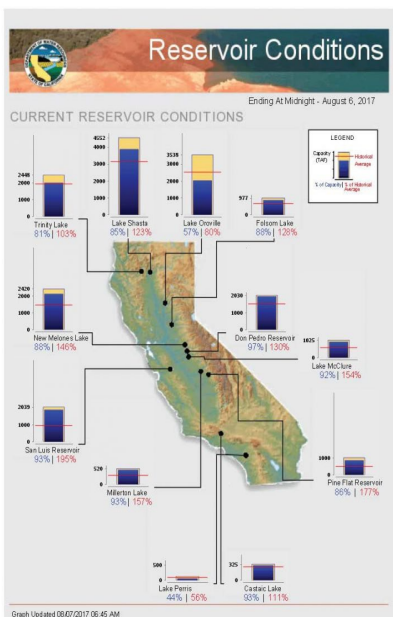 Reservoir Conditions
Ending At Midnight - August 6, 2017
CURRENT RESERVOIR CONDITIONS
LEGEND
Capacity
(TAF)
Historical
Average
% of Capacity | % of Historical
Average
2448
2000
1000
0
Trinity Lake
81% | 103%
4552
4000
3000
2000
1000
0
Lake Shasta
85% | 123%
3538
3000
2000
1000
0
Lake Oroville
57% | 80%
977
0
Folsom Lake
88% | 128%
2420
2000
1000
0
New Melones Lake
88% | 146%
2030
1000
0
Don Pedro Reservoir
97% | 130%
1025
0
Lake McClure
92% | 154%
2039
1000
0
San Luis Reservoir
93% | 195%
520
0
Millerton Lake
93% | 157%
1000
0
Pine Flat Reservoir
86% | 177%
500
0
Lake Perris
44% | 56%
325
0
Castaic Lake
93% | 111%
Graph Updated 08/07/2017 06:45 AM